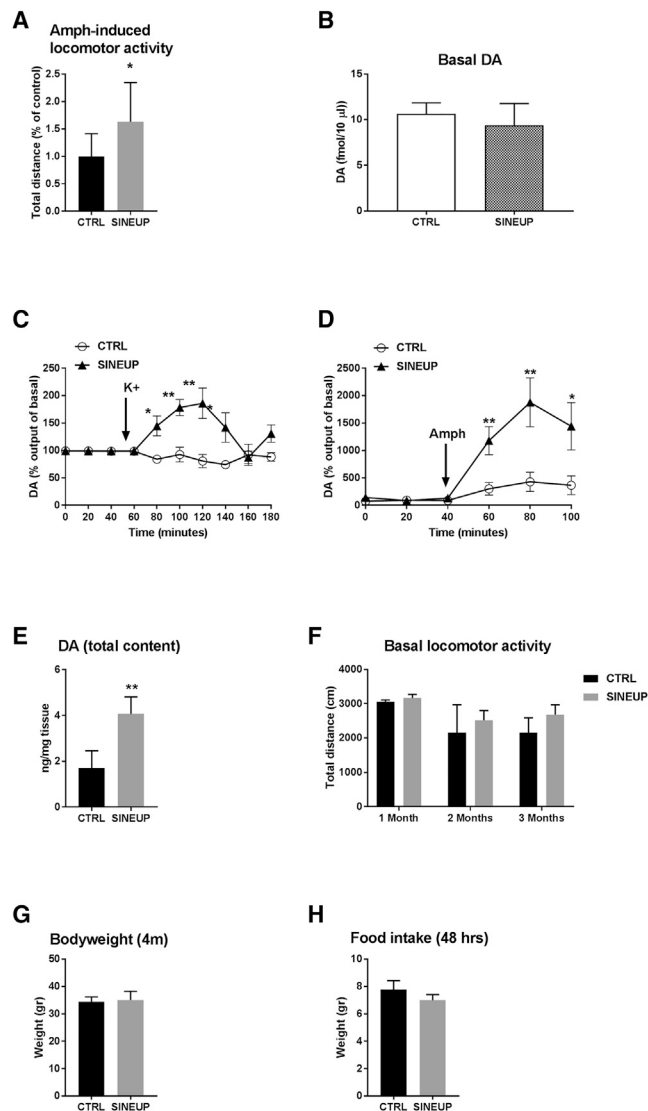 A
Amph-induced
locomotor activity
*
Total distance (% of control)
2.5
2.0
1.5
1.0
0.5
0.0
CTRL SINEUP
B
Basal DA
DA (fmol/10 µl))
15
10
5
0
CTRL SINEUP
C
CTRL
SINEUP
DA (% output of basal)
250
200
150
100
50
0
K+
* ** ** *
0 20 40 60 80 100 120 140 160 180
Time (minutes)
D
CTRL
SINEUP
DA (% output of basal)
2500
2000
1500
1000
500
0
Amph
** ** *
0 20 40 60 80 100
Time (minutes)
E
DA (total content)
**
ng/mg tissue
6
4
2
0
CTRL SINEUP
F
Basal locomotor activity
CTRL
SINEUP
Total distance (cm)
4000
3000
2000
1000
0
1 Month 2 Months 3 Months
G
Bodyweight (4m)
Weight (gr)
50
40
30
20
10
0
CTRL SINEUP
H
Food intake (48 hrs)
Weight (gr)
8
6
4
2
0
CTRL SINEUP